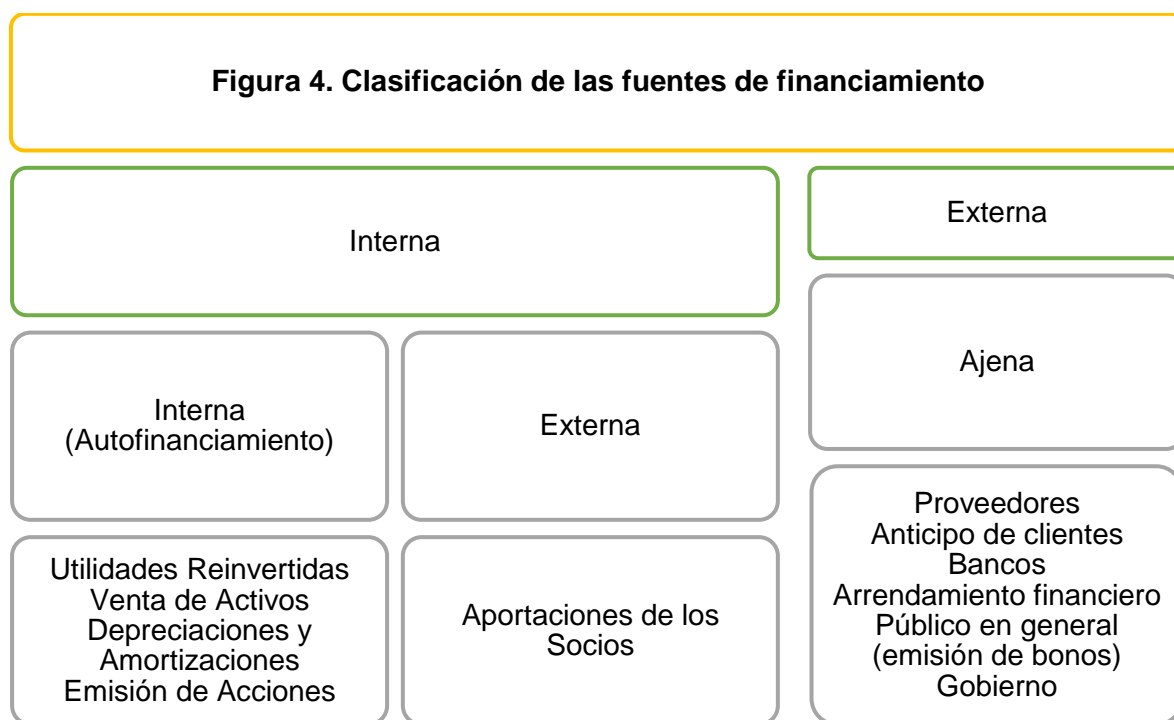 Figura 4. Clasificación de las fuentes de financiamiento
Interna
Externa
Interna
(Autofinanciamiento)
Externa
Ajena
Utilidades Reinvertidas
Venta de Activos
Depreciaciones y
Amortizaciones
Emisión de Acciones
Aportaciones de los
Socios
Proveedores
Anticipo de clientes
Bancos
Arrendamiento financiero
Público en general
(emisión de bonos)
Gobierno